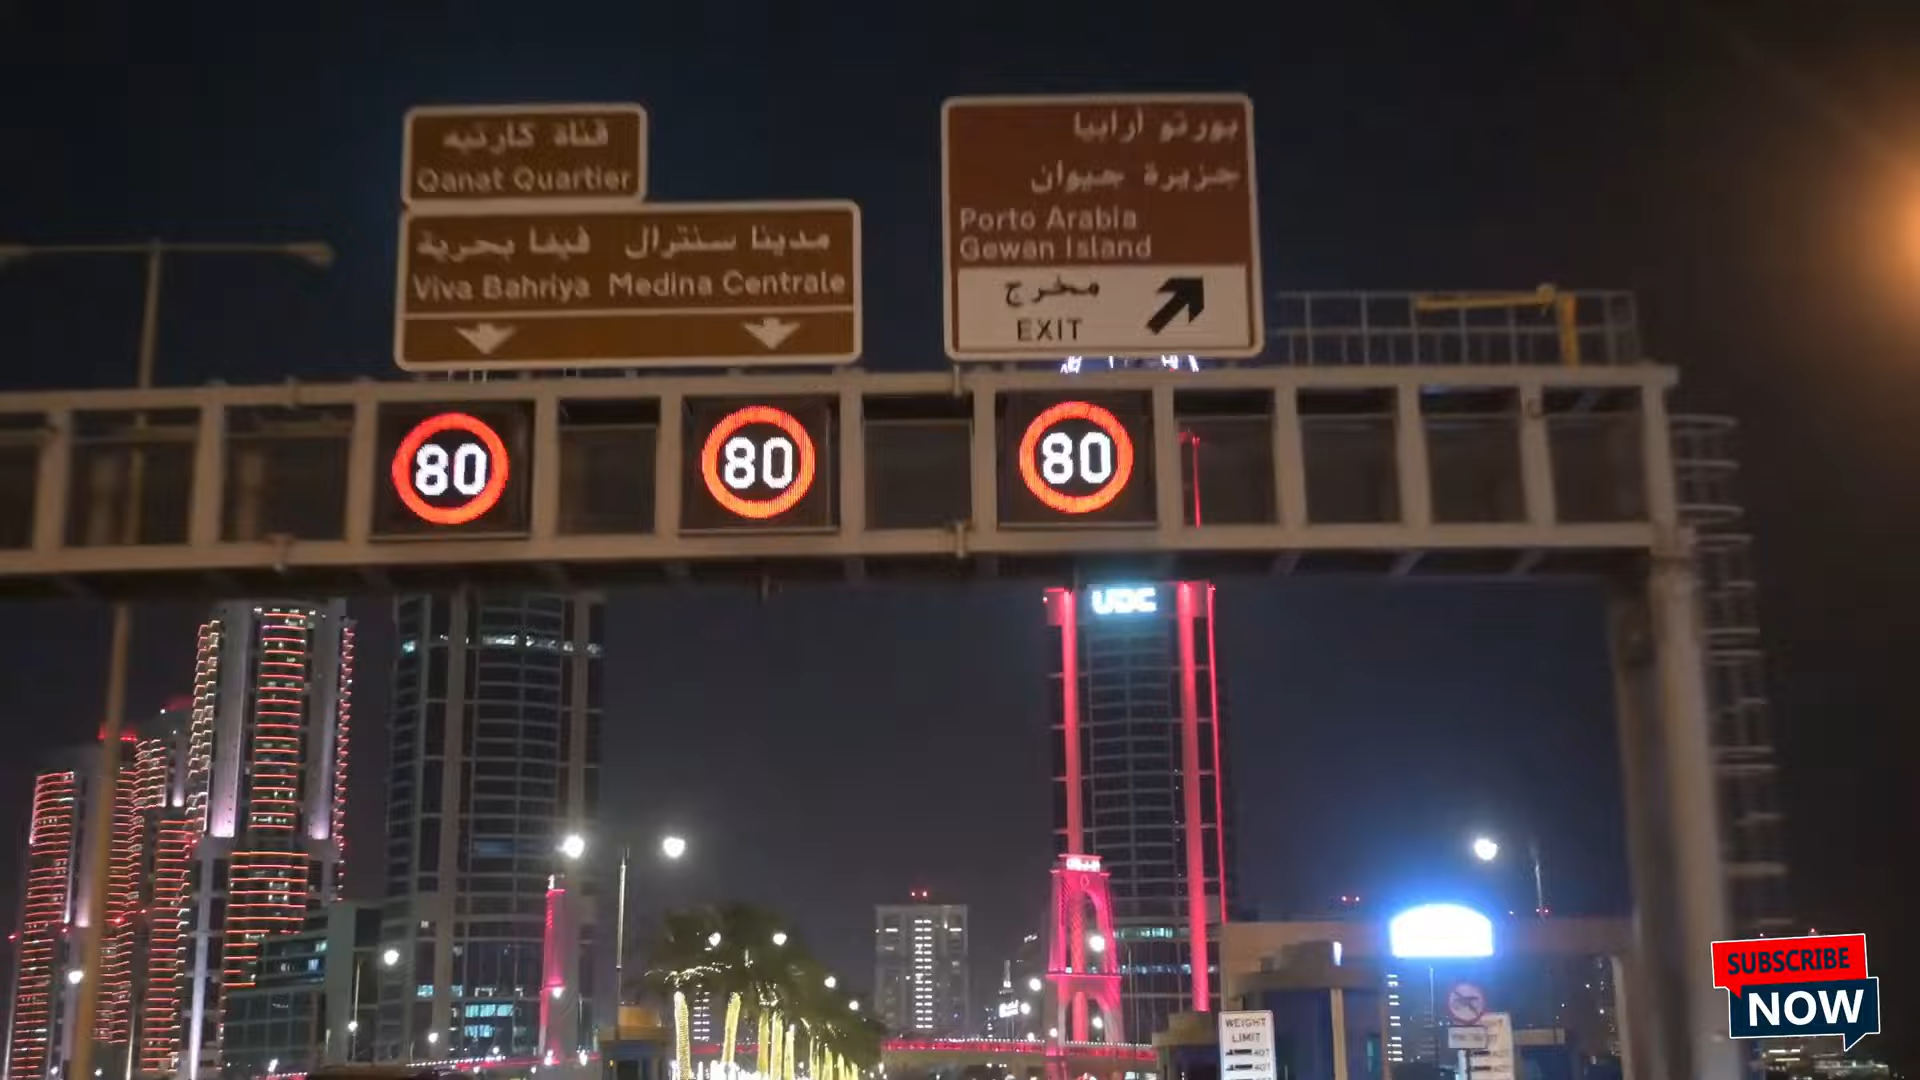 قناة كارتيه
Qanat Quartier
فيفا بحرية مدينا سنترال
Viva Bahriya Medina Centrale
بورتو أرابيا
جزيرة جيوان
Porto Arabia
Gewan Island
مخرج
EXIT
80 80 80
UDC
WEIGHT
LIMIT
SUBSCRIBE
NOW